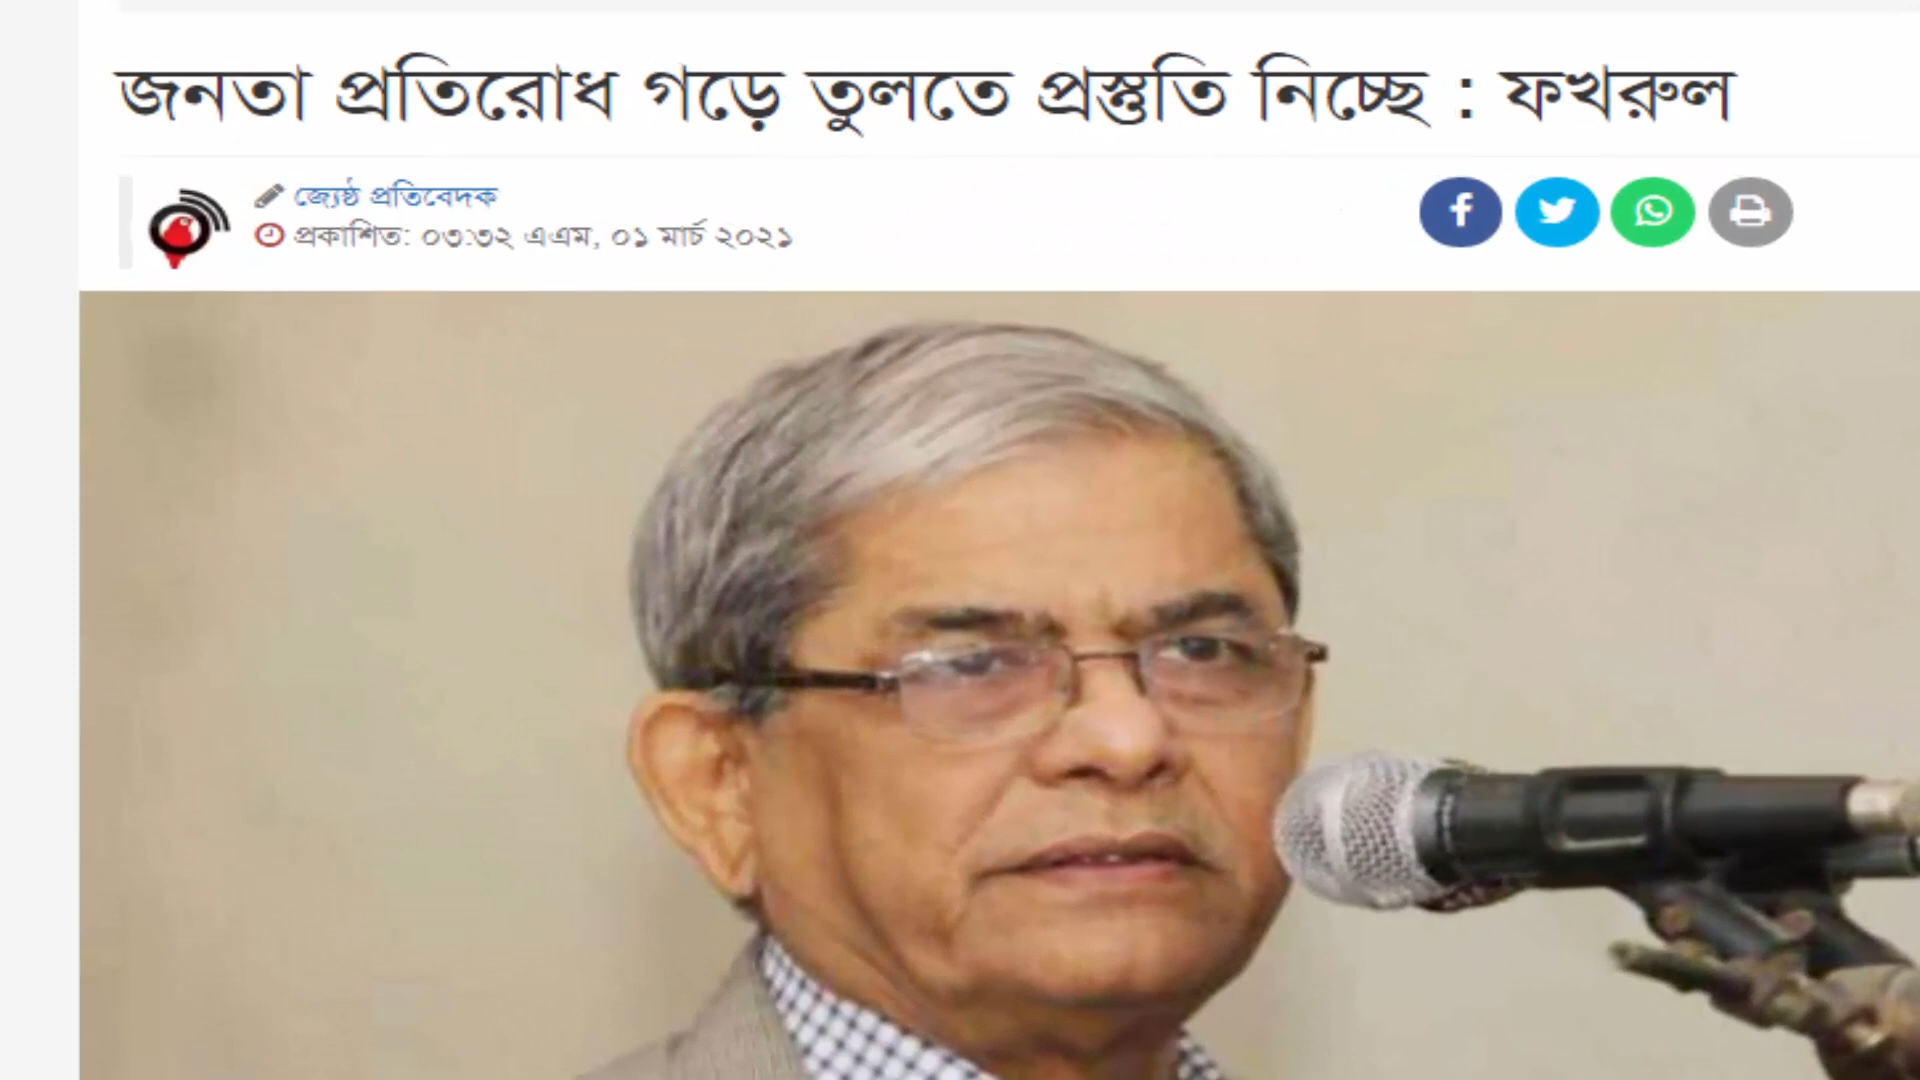 জনতা প্রতিরোধ গড়ে তুলতে প্রস্তুতি নিচ্ছে : ফখরুল
জ্যেষ্ঠ প্রতিবেদক
প্রকাশিত: ০৩:৩২ এএম, ০১ মার্চ ২০২১